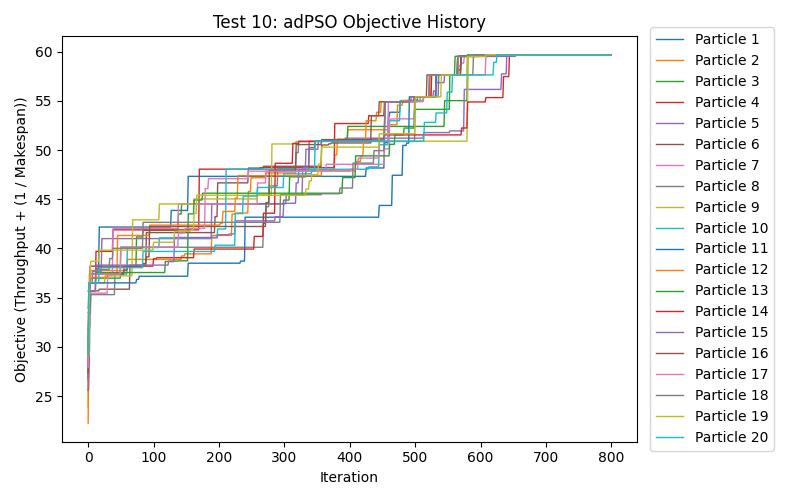 Test 10: adPSO Objective History
Objective (Throughput + (1 / Makespan))
60
55
50
45
40
35
30
25
0 100 200 300 400 500 600 700 800
Iteration
Particle 1
Particle 2
Particle 3
Particle 4
Particle 5
Particle 6
Particle 7
Particle 8
Particle 9
Particle 10
Particle 11
Particle 12
Particle 13
Particle 14
Particle 15
Particle 16
Particle 17
Particle 18
Particle 19
Particle 20